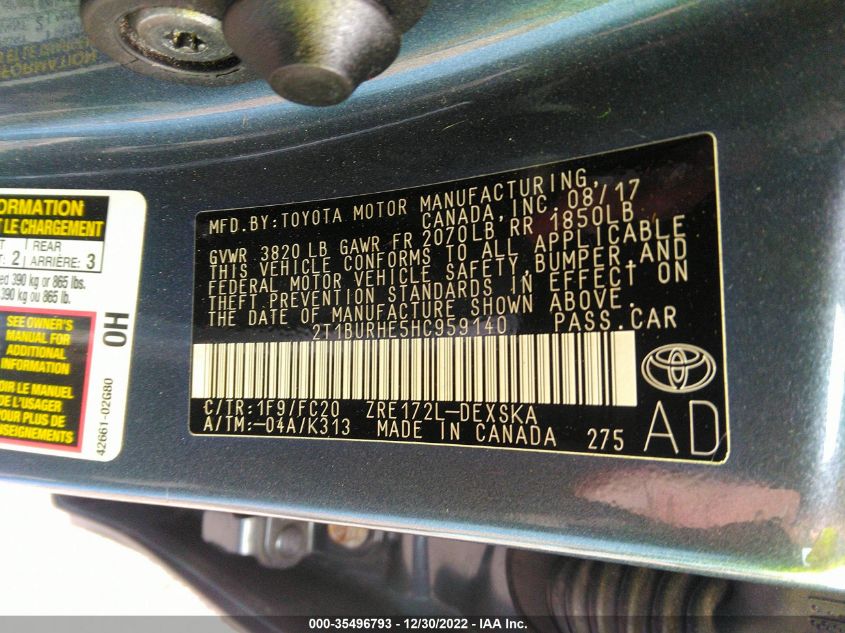 MFD. BY: TOYOTA MOTOR MANUFACTURING,
CANADA, INC. 08/17
GVWR 3820 LB GAWR FR 2070LB RR 1850LB
THIS VEHICLE CONFORMS TO ALL APPLICABLE
FEDERAL MOTOR VEHICLE SAFETY, BUMPER, AND
THEFT PREVENTION STANDARDS IN EFFECT ON
THE DATE OF MANUFACTURE SHOWN ABOVE.
2T1BURHE5HC959140 PASS. CAR
C/TR: 1F9/FC20 ZRE172L-DEXSKA
A/TM: -04A/K313 MADE IN CANADA 275
AD
ORMATION
LE CHARGEMENT
REAR
2 ARRIÈRE: 3
390 kg or 865 lbs.
390 kg ou 865 lb.
SEE OWNER'S
MANUAL FOR
ADDITIONAL
INFORMATION
OIR LE MANUEL
DE L'USAGER
POUR PLUS DE
0H
42661-02G80
000-35496793 - 12/30/2022 - IAA Inc.